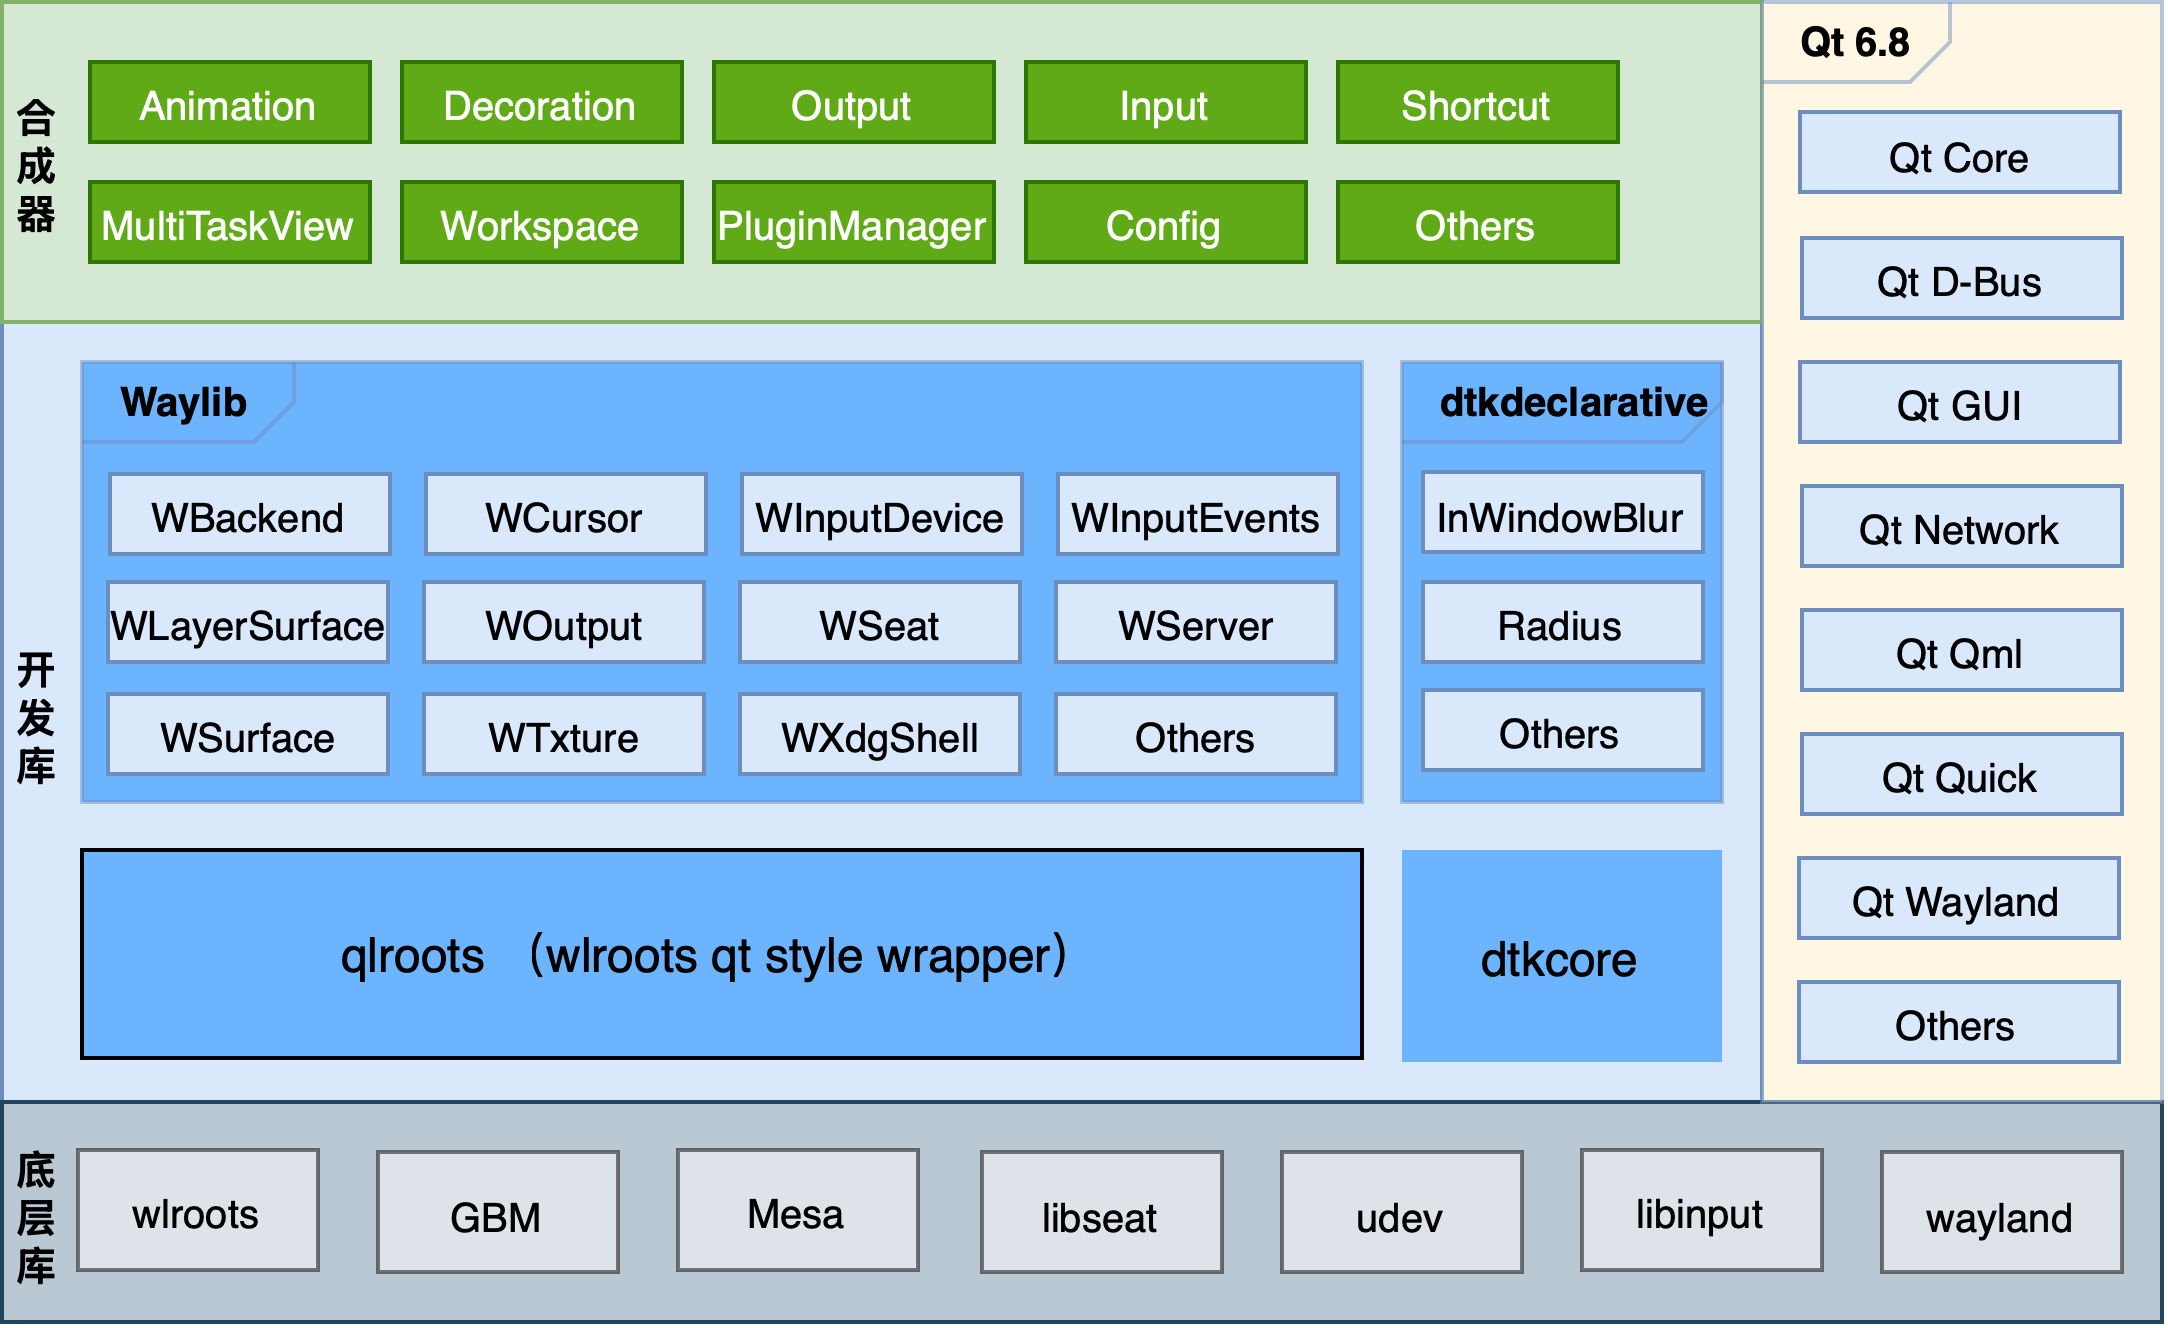 合成器
Animation
Decoration
Output
Input
Shortcut
MultiTaskView
Workspace
PluginManager
Config
Others
开发库
Waylib
WBackend
WCursor
WInputDevice
WInputEvents
WLayerSurface
WOutput
WSeat
WServer
WSurface
WTxture
WXdgShell
Others
dtkdeclarative
InWindowBlur
Radius
Others
qlroots （wlroots qt style wrapper）
dtkcore
Qt 6.8
Qt Core
Qt D-Bus
Qt GUI
Qt Network
Qt Qml
Qt Quick
Qt Wayland
Others
底层库
wlroots
GBM
Mesa
libseat
udev
libinput
wayland